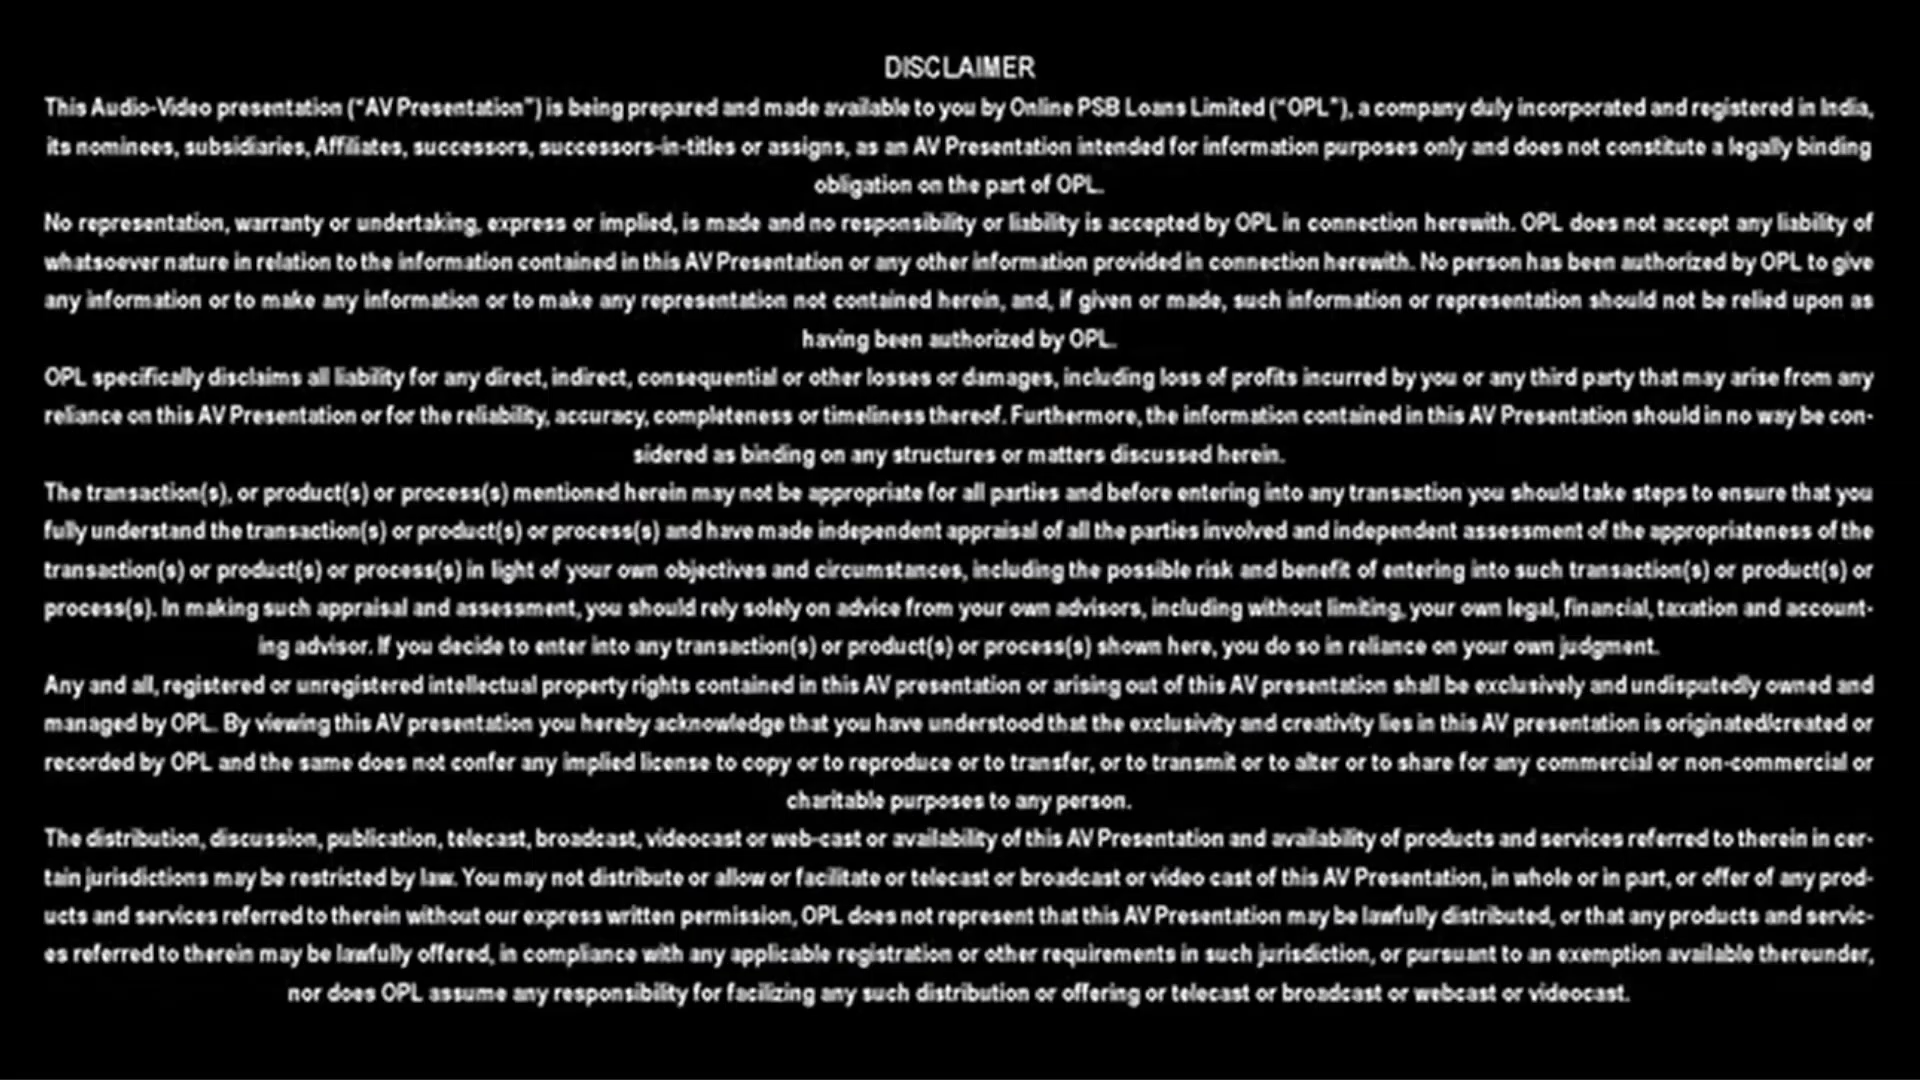 DISCLAIMER
This Audio-Video presentation (“AV Presentation”) is being prepared and made available to you by Online PSB Loans Limited (“OPL”), a company duly incorporated and registered in India,
its nominees, subsidiaries, Affiliates, successors, successors-in-titles or assigns, as an AV Presentation intended for information purposes only and does not constitute a legally binding
obligation on the part of OPL.
No representation, warranty or undertaking, express or implied, is made and no responsibility or liability is accepted by OPL in connection herewith. OPL does not accept any liability of
whatsoever nature in relation to the information contained in this AV Presentation or any other information provided in connection herewith. No person has been authorized by OPL to give
any information or to make any information or to make any representation not contained herein, and, if given or made, such information or representation should not be relied upon as
having been authorized by OPL.
OPL specifically disclaims all liability for any direct, indirect, consequential or other losses or damages, including loss of profits incurred by you or any third party that may arise from any
reliance on this AV Presentation or for the reliability, accuracy, completeness or timeliness thereof. Furthermore, the information contained in this AV Presentation should in no way be con-
sidered as binding on any structures or matters discussed herein.
The transaction(s), or product(s) or process(s) mentioned herein may not be appropriate for all parties and before entering into any transaction you should take steps to ensure that you
fully understand the transaction(s) or product(s) or process(s) and have made independent appraisal of all the parties involved and independent assessment of the appropriateness of the
transaction(s) or product(s) or process(s) in light of your own objectives and circumstances, including the possible risk and benefit of entering into such transaction(s) or product(s) or
process(s). In making such appraisal and assessment, you should rely solely on advice from your own advisors, including without limiting, your own legal, financial, taxation and account-
ing advisor. If you decide to enter into any transaction(s) or product(s) or process(s) shown here, you do so in reliance on your own judgment.
Any and all, registered or unregistered intellectual property rights contained in this AV presentation or arising out of this AV presentation shall be exclusively and undisputedly owned and
managed by OPL. By viewing this AV presentation you hereby acknowledge that you have understood that the exclusivity and creativity lies in this AV presentation is originated/created or
recorded by OPL and the same does not confer any implied license to copy or to reproduce or to transfer, or to transmit or to alter or to share for any commercial or non-commercial or
charitable purposes to any person.
The distribution, discussion, publication, telecast, broadcast, videocast or web-cast or availability of this AV Presentation and availability of products and services referred to therein in cer-
tain jurisdictions may be restricted by law. You may not distribute or allow or facilitate or telecast or broadcast or video cast of this AV Presentation, in whole or in part, or offer of any prod-
ucts and services referred to therein without our express written permission, OPL does not represent that this AV Presentation may be lawfully distributed, or that any products and servic-
es referred to therein may be lawfully offered, in compliance with any applicable registration or other requirements in such jurisdiction, or pursuant to an exemption available thereunder,
nor does OPL assume any responsibility for facilizing any such distribution or offering or telecast or broadcast or webcast or videocast.